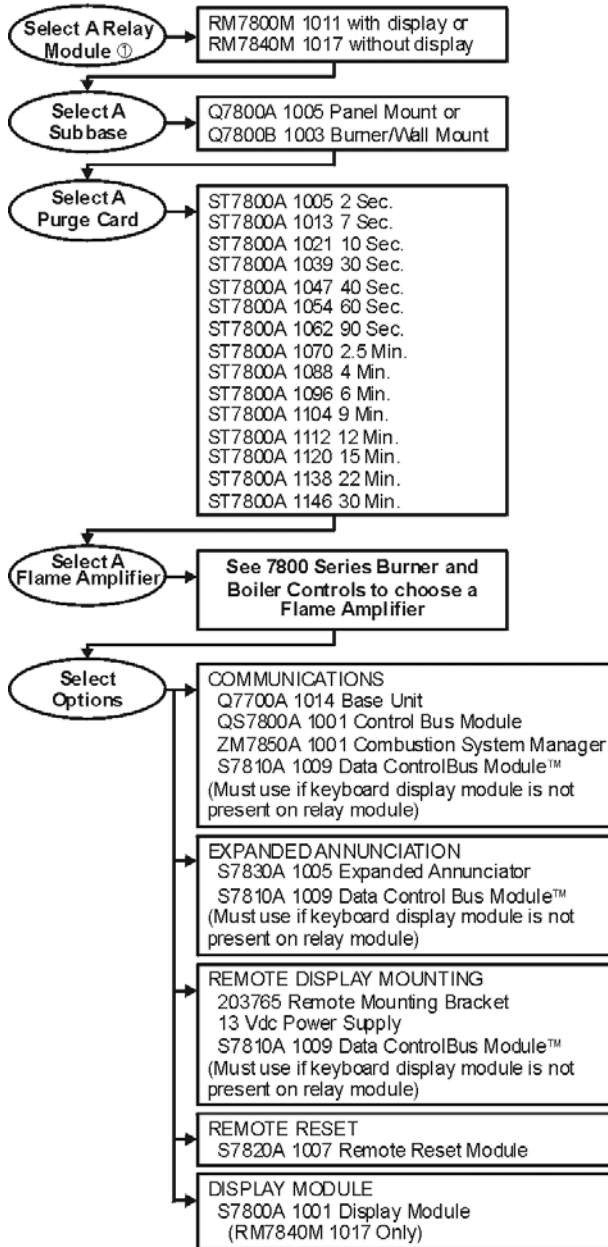 Select A Relay
Module ①
RM7800M 1011 with display or
RM7840M 1017 without display
Select A
Subbase
Q7800A 1005 Panel Mount or
Q7800B 1003 Burner/Wall Mount
Select A
Purge Card
ST7800A 1005 2 Sec.
ST7800A 1013 7 Sec.
ST7800A 1021 10 Sec.
ST7800A 1039 30 Sec.
ST7800A 1047 40 Sec.
ST7800A 1054 60 Sec.
ST7800A 1062 90 Sec.
ST7800A 1070 2.5 Min.
ST7800A 1088 4 Min.
ST7800A 1096 6 Min.
ST7800A 1104 9 Min.
ST7800A 1112 12 Min.
ST7800A 1120 15 Min.
ST7800A 1138 22 Min.
ST7800A 1146 30 Min.
Select A
Flame Amplifier
See 7800 Series Burner and
Boiler Controls to choose a
Flame Amplifier
Select
Options
COMMUNICATIONS
Q7700A 1014 Base Unit
QS7800A 1001 Control Bus Module
ZM7850A 1001 Combustion System Manager
S7810A 1009 Data ControlBus Module™
(Must use if keyboard display module is not
present on relay module)
EXPANDED ANNUNCIATION
S7830A 1005 Expanded Annunciator
S7810A 1009 Data Control Bus Module™
(Must use if keyboard display module is not
present on relay module)
REMOTE DISPLAY MOUNTING
203765 Remote Mounting Bracket
13 Vdc Power Supply
S7810A 1009 Data ControlBus Module™
(Must use if keyboard display module is not
present on relay module)
REMOTE RESET
S7820A 1007 Remote Reset Module
DISPLAY MODULE
S7800A 1001 Display Module
(RM7840M 1017 Only)